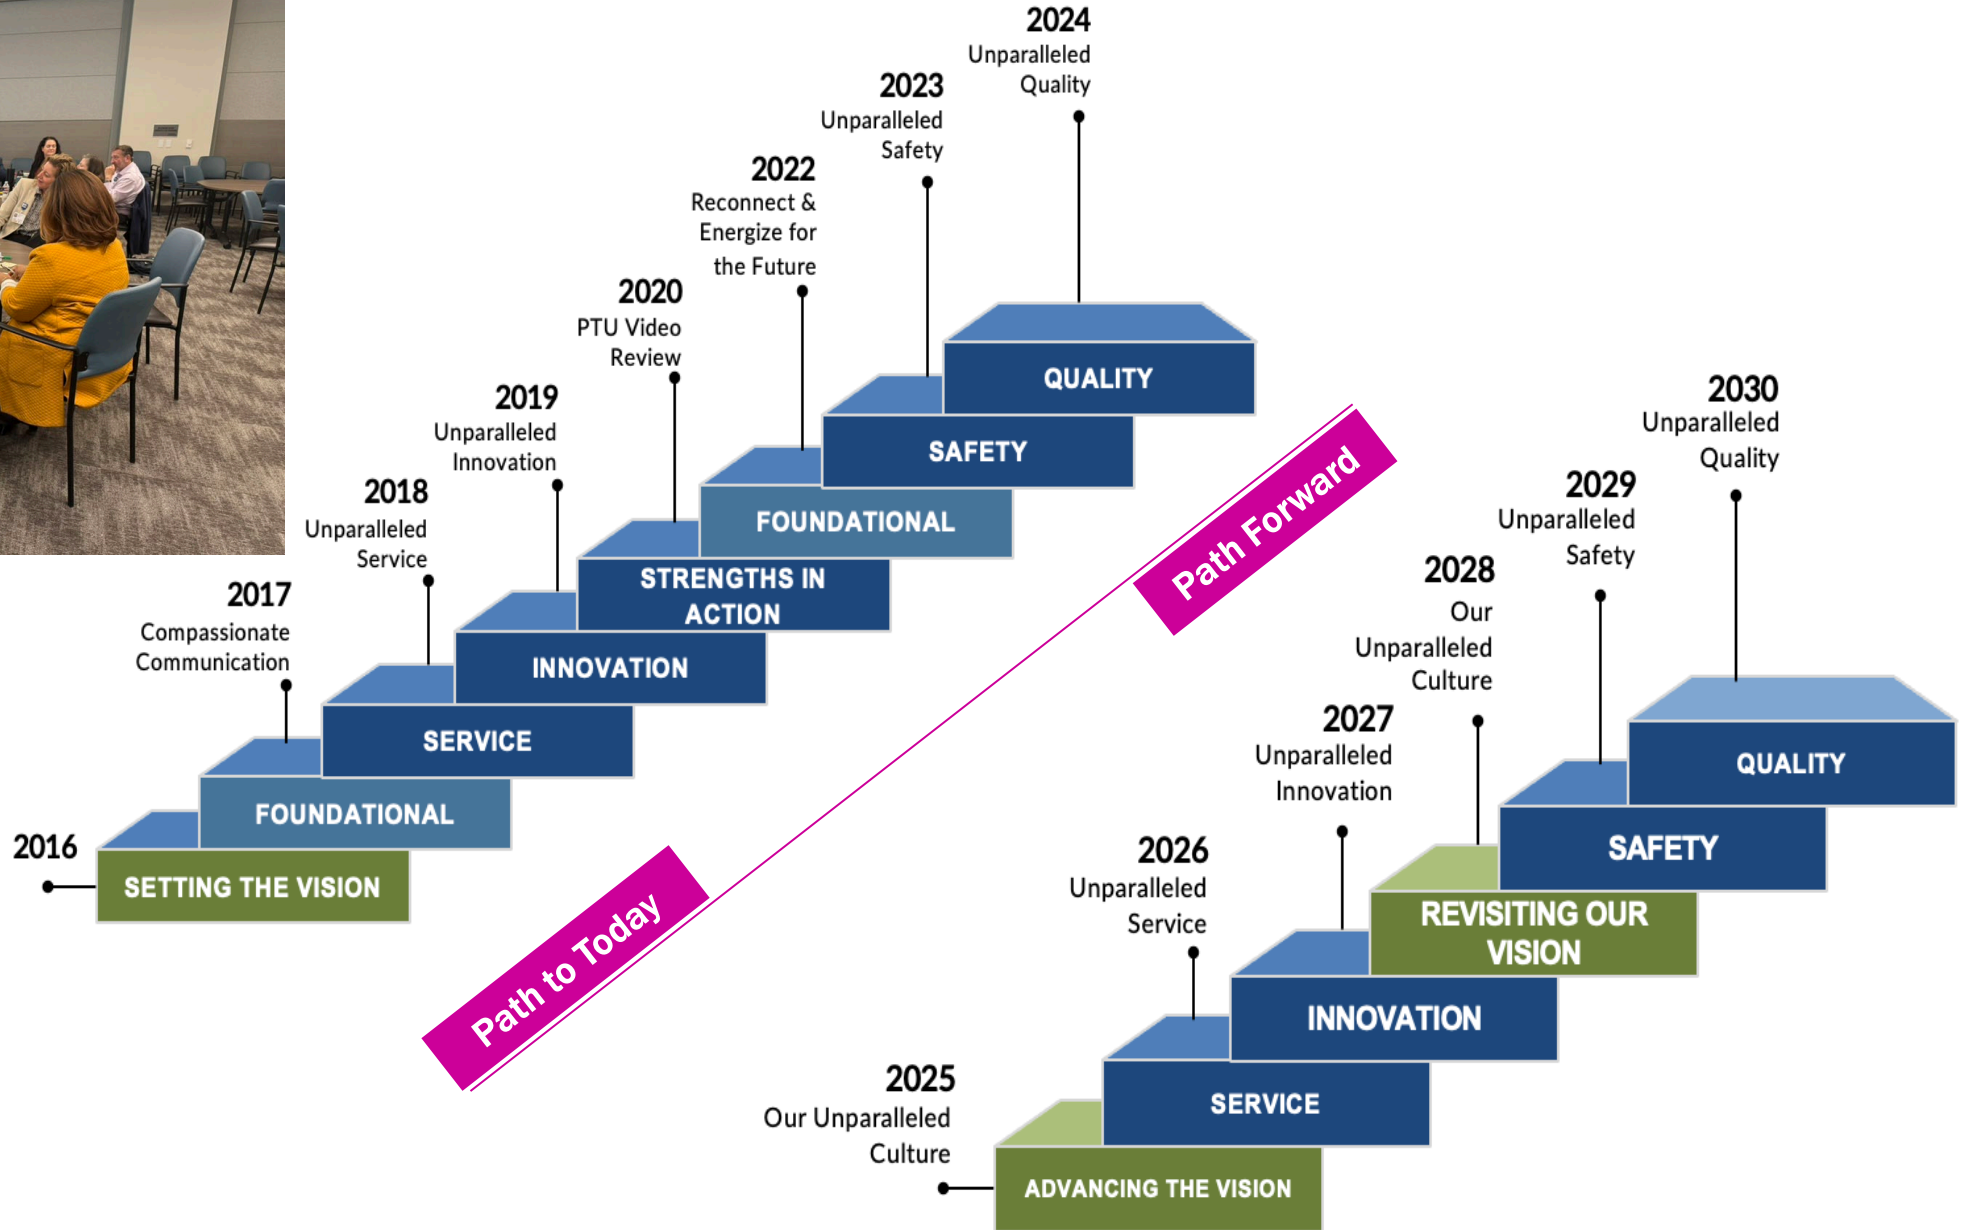 2024
Unparalleled
Quality
2023
Unparalleled
Safety
2022
Reconnect &
Energize for
the Future
2020
PTU Video
Review
2019
Unparalleled
Innovation
2018
Unparalleled
Service
2017
Compassionate
Communication
2016
QUALITY
SAFETY
FOUNDATIONAL
STRENGTHS IN
ACTION
INNOVATION
SERVICE
FOUNDATIONAL
SETTING THE VISION
Path to Today
Path Forward
2030
Unparalleled
Quality
2029
Unparalleled
Safety
2028
Our
Unparalleled
Culture
2027
Unparalleled
Innovation
2026
Unparalleled
Service
2025
Our Unparalleled
Culture
QUALITY
SAFETY
REVISITING OUR
VISION
INNOVATION
SERVICE
ADVANCING THE VISION